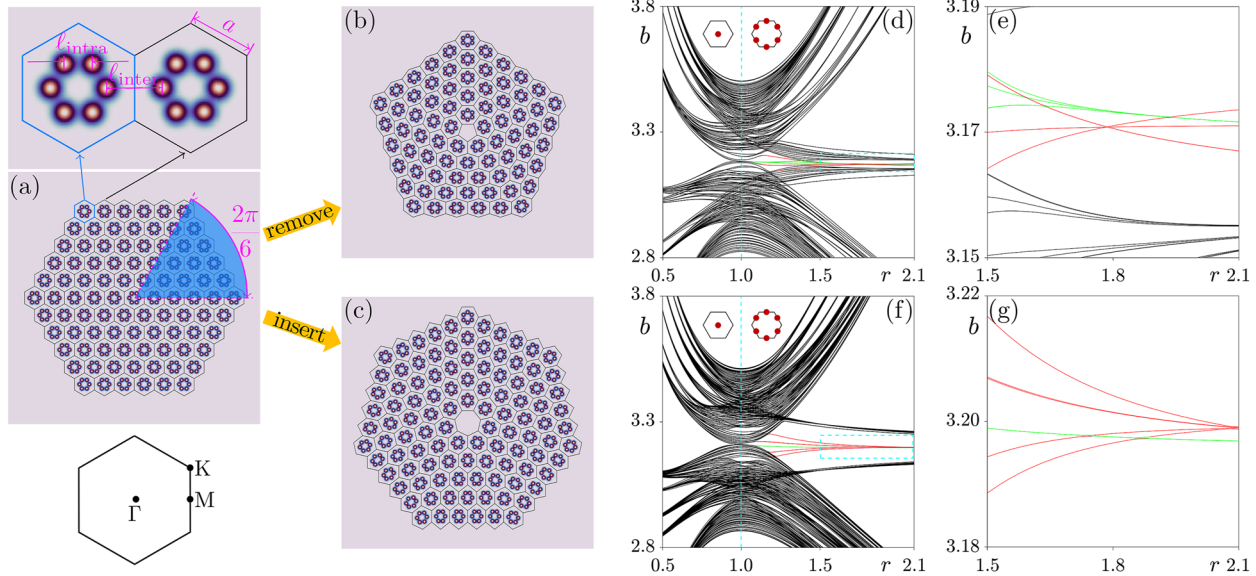 a
ℓintra
ℓinter
(a)
2π
6
remove
insert
K
M
Γ
(b)
(c)
3.8
b
3.3
2.8
0.5
1.0
1.5
r
2.1
(d)
3.19
(e)
b
3.17
3.15
1.5
1.8
r
2.1
3.8
b
3.3
2.8
0.5
1.0
1.5
r
2.1
(f)
3.22
(g)
b
3.20
3.18
1.5
1.8
r
2.1